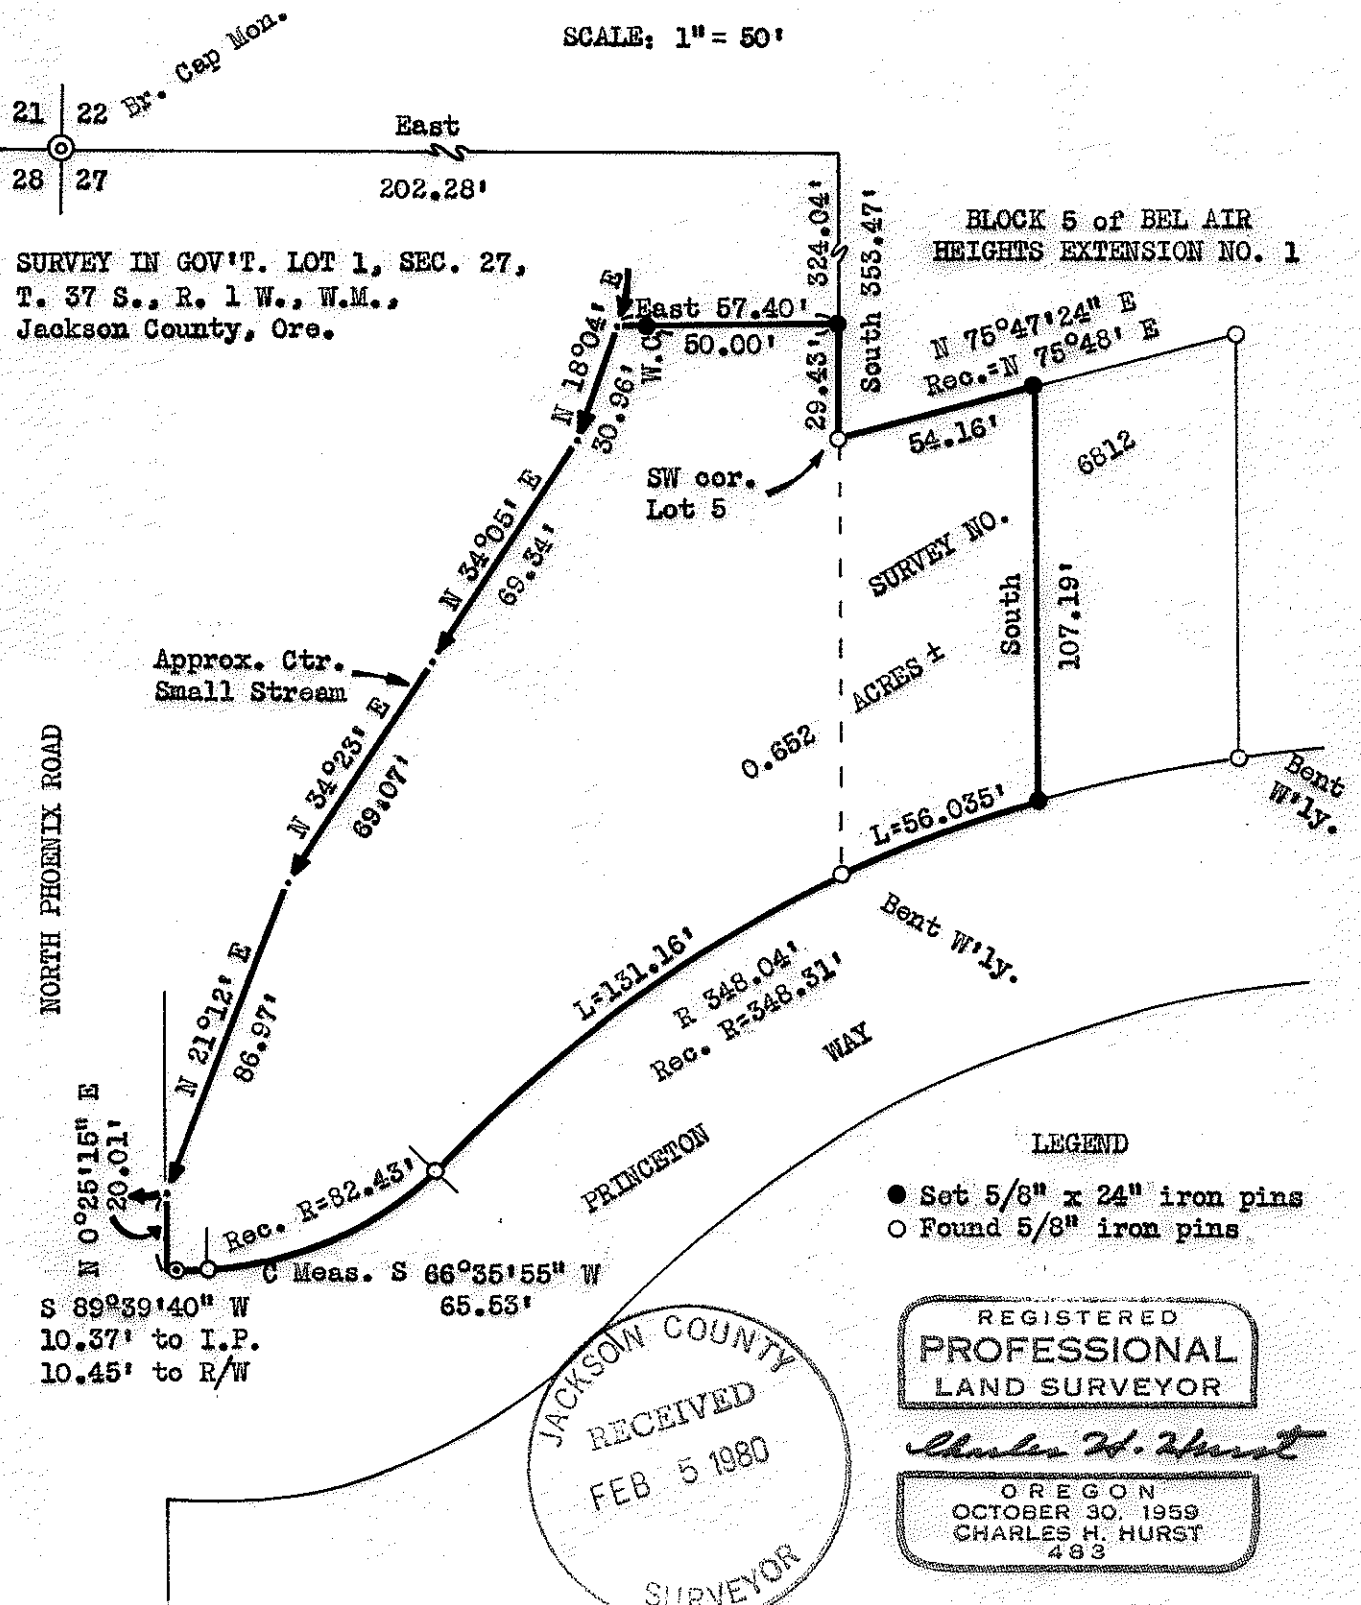 SCALE: 1" = 50'
Br. Cap Mon.
21 22
28 27
East
202.28'
SURVEY IN GOV'T. LOT 1, SEC. 27,
T. 37 S., R. 1 W., W.M.,
Jackson County, Ore.
324.04'
South 353.47'
29.43'
BLOCK 5 of BEL AIR
HEIGHTS EXTENSION NO. 1
East 57.40'
50.00'
W.C.
N 18°04' E
30.96'
N 75°47'24" E
Rec.=N 75°48' E
54.16'
6812
SW cor.
Lot 5
SURVEY NO.
N 34°05' E
69.34'
South
107.19'
Approx. Ctr.
Small Stream
0.652 ACRES ±
N 34°23' E
69.07'
NORTH PHOENIX ROAD
L=56.035'
Bent
W'ly.
Bent W'ly.
L=131.16'
R 348.04'
Rec. R=348.31'
N 21°12' E
86.97'
PRINCETON WAY
N 0°25'15" E
20.01'
Rec. R=82.43'
C Meas. S 66°35'55" W
65.53'
S 89°39'40" W
10.37' to I.P.
10.45' to R/W
LEGEND
Set 5/8" x 24" iron pins
Found 5/8" iron pins
JACKSON COUNTY
RECEIVED
FEB 5 1980
SURVEYOR
REGISTERED
PROFESSIONAL
LAND SURVEYOR
Charles H. Hurst
OREGON
OCTOBER 30, 1959
CHARLES H. HURST
483